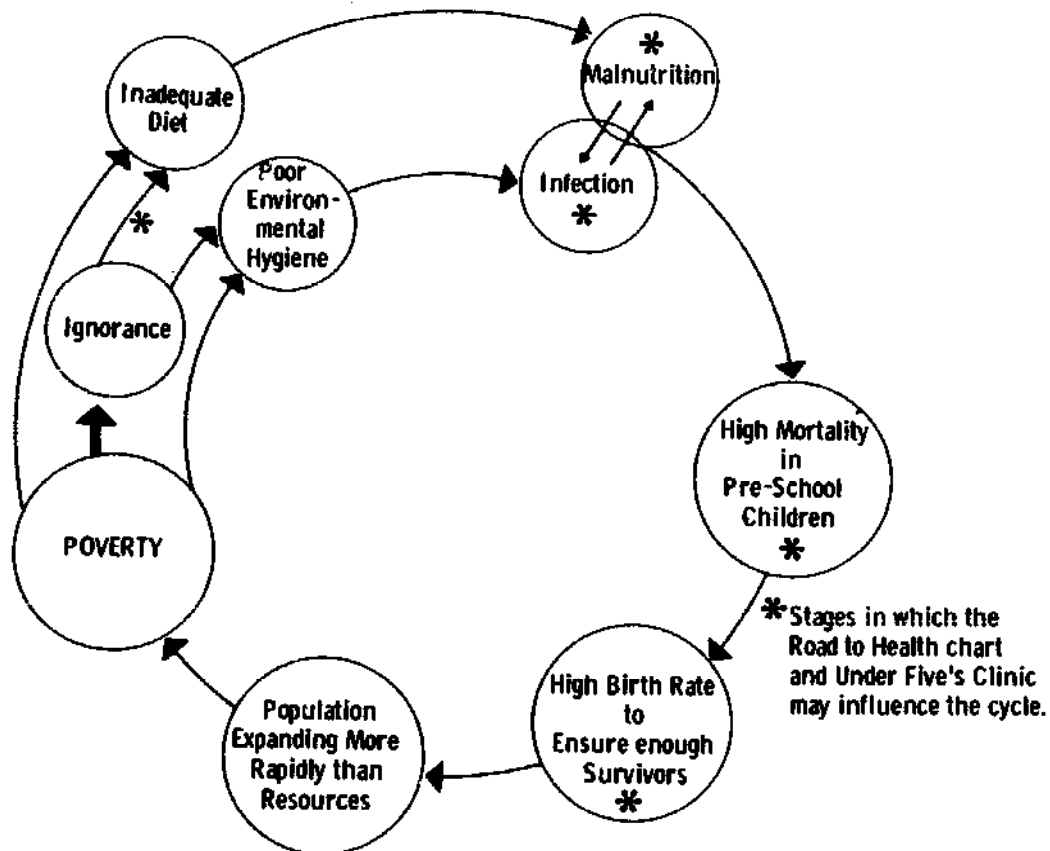 Inadequate
Diet
*
Malnutrition
Poor
Environ-
mental
Hygiene
Infection
*
*
Ignorance
High Mortality
in
Pre-School
Children
*
POVERTY
* Stages in which the
Road to Health chart
and Under Five's Clinic
may influence the cycle.
High Birth Rate
to
Ensure enough
Survivors
*
Population
Expanding More
Rapidly than
Resources